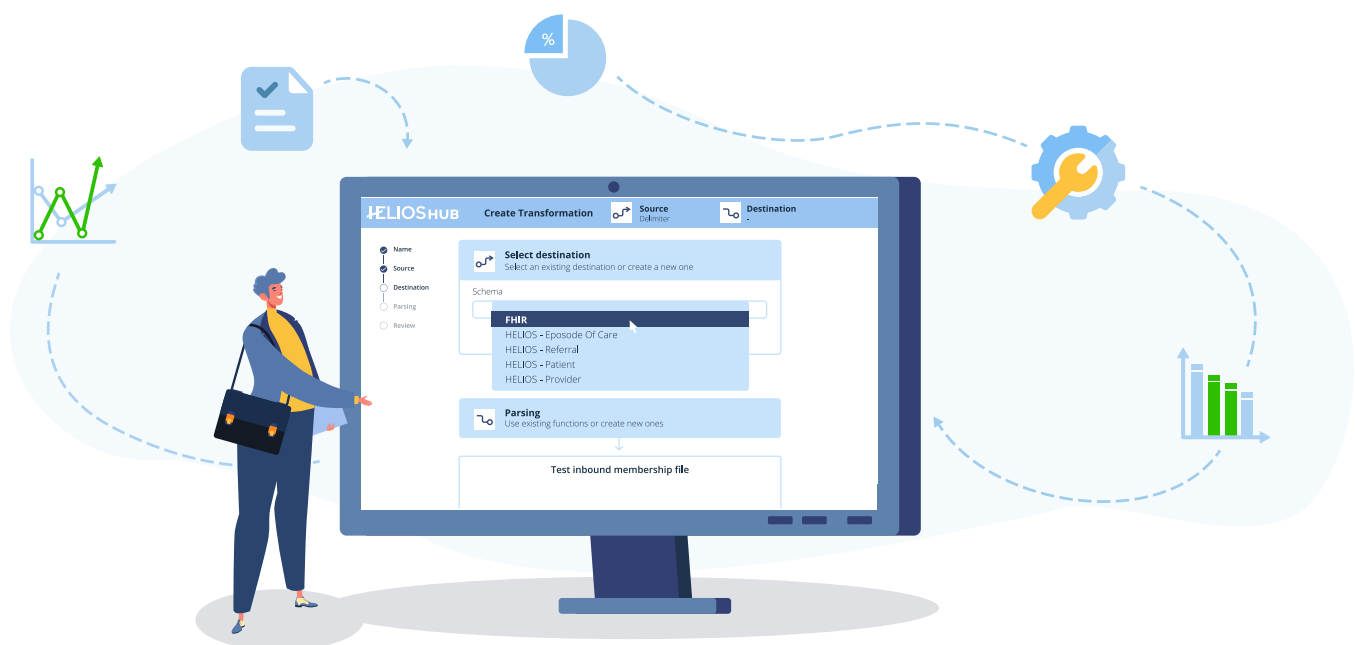 %
HELIOS HUB
Create Transformation
Source
Delimiter
Destination
-
Name
Source
Destination
Parsing
Review
Select destination
Select an existing destination or create a new one
Schema
FHIR
HELIOS - Eposode Of Care
HELIOS - Referral
HELIOS - Patient
HELIOS - Provider
Parsing
Use existing functions or create new ones
Test inbound membership file